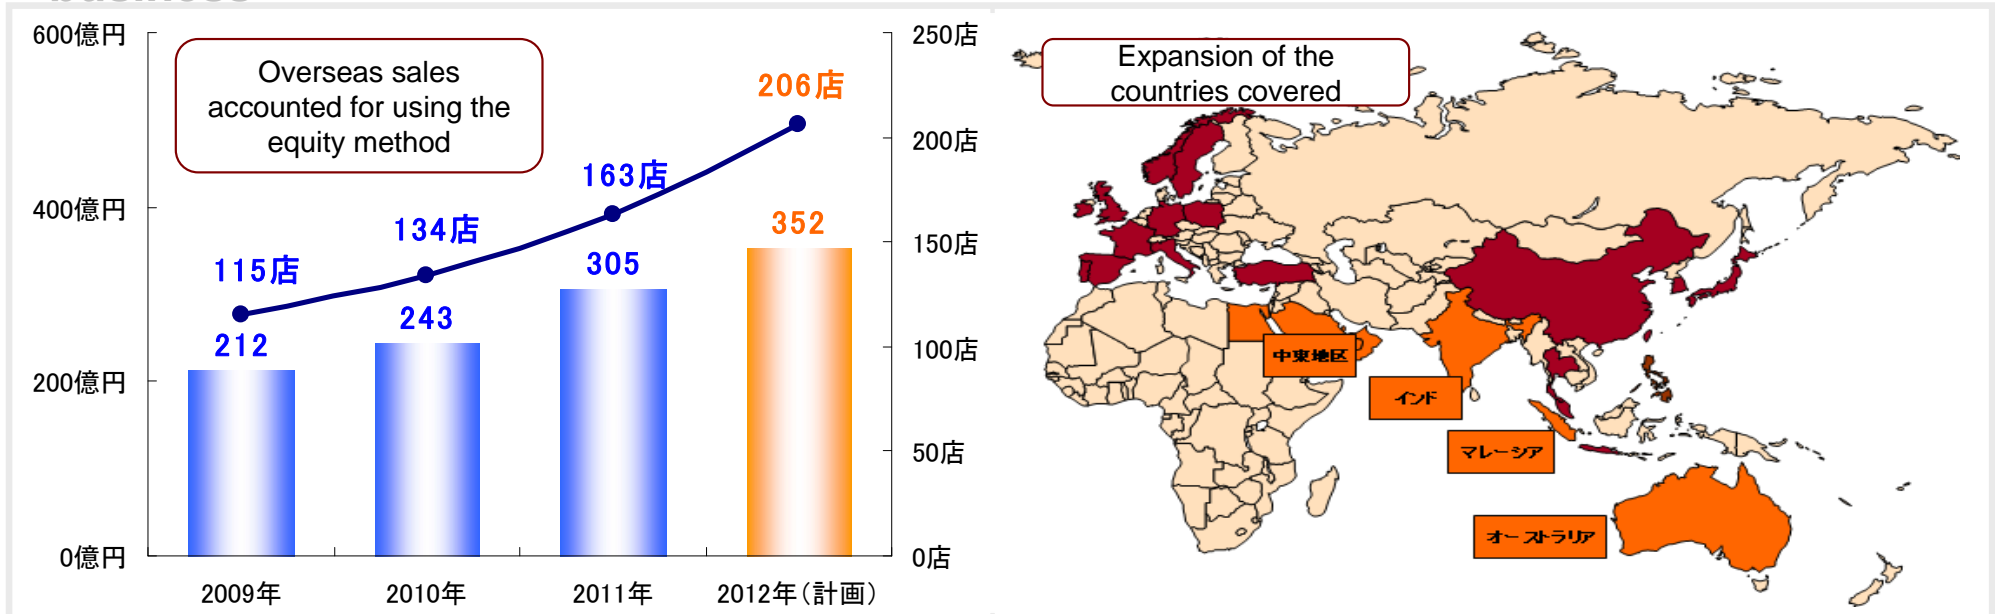 600億円
400億円
200億円
0億円
Overseas sales
accounted for using the
equity method
115店
134店
163店
206店
212
243
305
352
250店
200店
150店
100店
50店
0店
2009年
2010年
2011年
2012年(計画)
Expansion of the
countries covered
中東地区
インド
マレーシア
オーストラリア